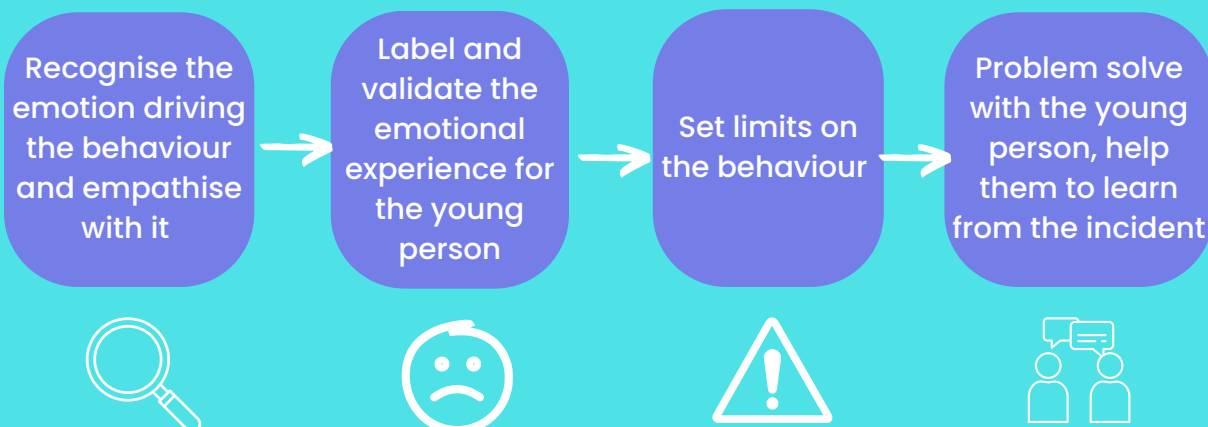 Recognise the
emotion driving
the behaviour
and empathise
with it
Label and
validate the
emotional
experience for
the young
person
Set limits on
the behaviour
Problem solve
with the young
person, help
them to learn
from the incident